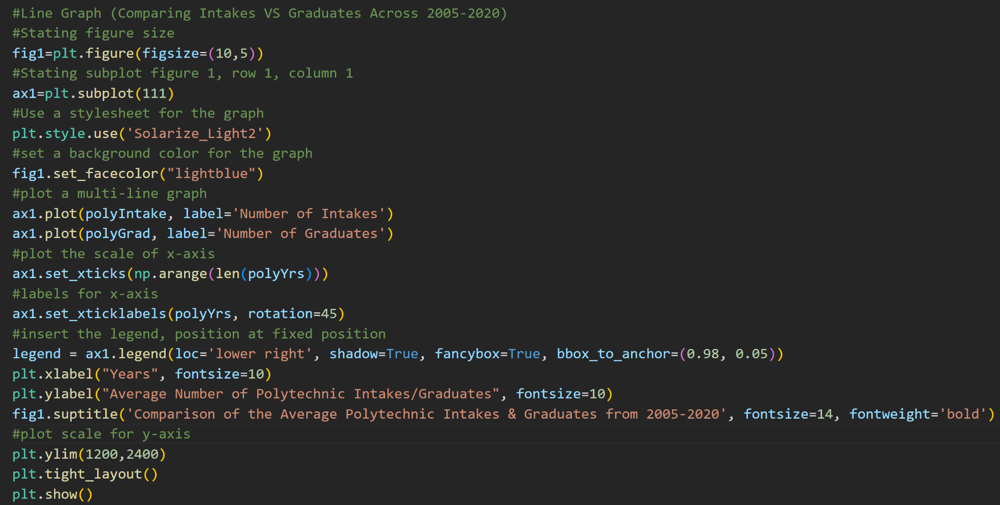 #Line Graph (Comparing Intakes VS Graduates Across 2005-2020)
#Stating figure size
fig1=plt.figure(figsize=(10,5))
#Stating subplot figure 1, row 1, column 1
ax1=plt.subplot(111)
#Use a stylesheet for the graph
plt.style.use('Solarize_Light2')
#set a background color for the graph
fig1.set_facecolor("lightblue")
#plot a multi-line graph
ax1.plot(polyIntake, label='Number of Intakes')
ax1.plot(polyGrad, label='Number of Graduates')
#plot the scale of x-axis
ax1.set_xticks(np.arange(len(polyYrs)))
#labels for x-axis
ax1.set_xticklabels(polyYrs, rotation=45)
#insert the legend, position at fixed position
legend = ax1.legend(loc='lower right', shadow=True, fancybox=True, bbox_to_anchor=(0.98, 0.05))
plt.xlabel("Years", fontsize=10)
plt.ylabel("Average Number of Polytechnic Intakes/Graduates", fontsize=10)
fig1.suptitle('Comparison of the Average Polytechnic Intakes & Graduates from 2005-2020', fontsize=14, fontweight='bold')
#plot scale for y-axis
plt.ylim(1200,2400)
plt.tight_layout()
plt.show()